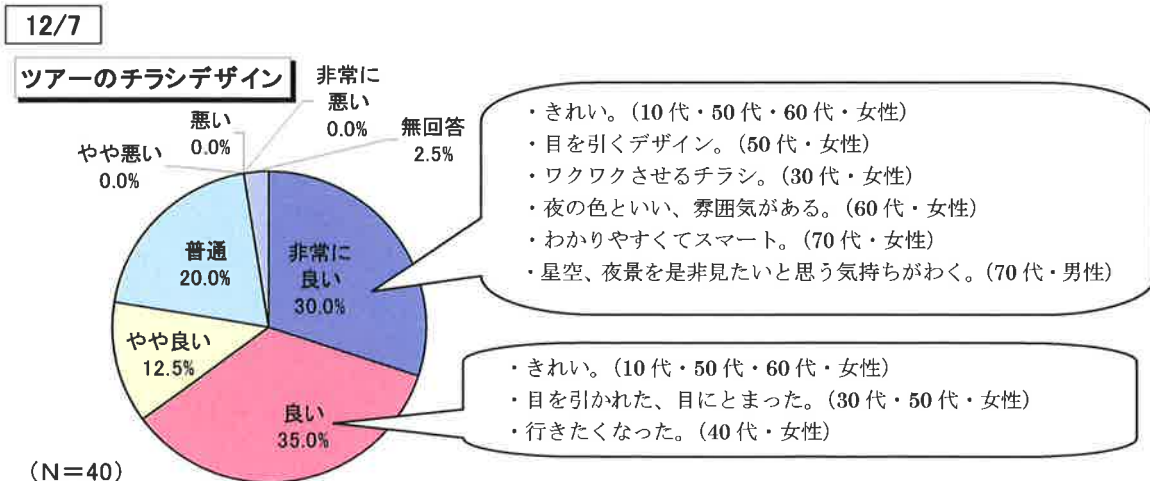 12/7
ツアーのチラシデザイン
非常に
悪い
0.0%
悪い
0.0%
やや悪い
0.0%
無回答
2.5%
普通
20.0%
非常に
良い
30.0%
やや良い
12.5%
良い
35.0%
(N=40)
・きれい。(10代・50代・60代・女性)
・目を引くデザイン。(50代・女性)
・ワクワクさせるチラシ。(30代・女性)
・夜の色といい、雰囲気がある。(60代・女性)
・わかりやすくてスマート。(70代・女性)
・星空、夜景を是非見たいと思う気持ちがわく。(70代・男性)
・きれい。(10代・50代・60代・女性)
・目を引かれた、目にとまった。(30代・50代・女性)
・行きたくなった。(40代・女性)